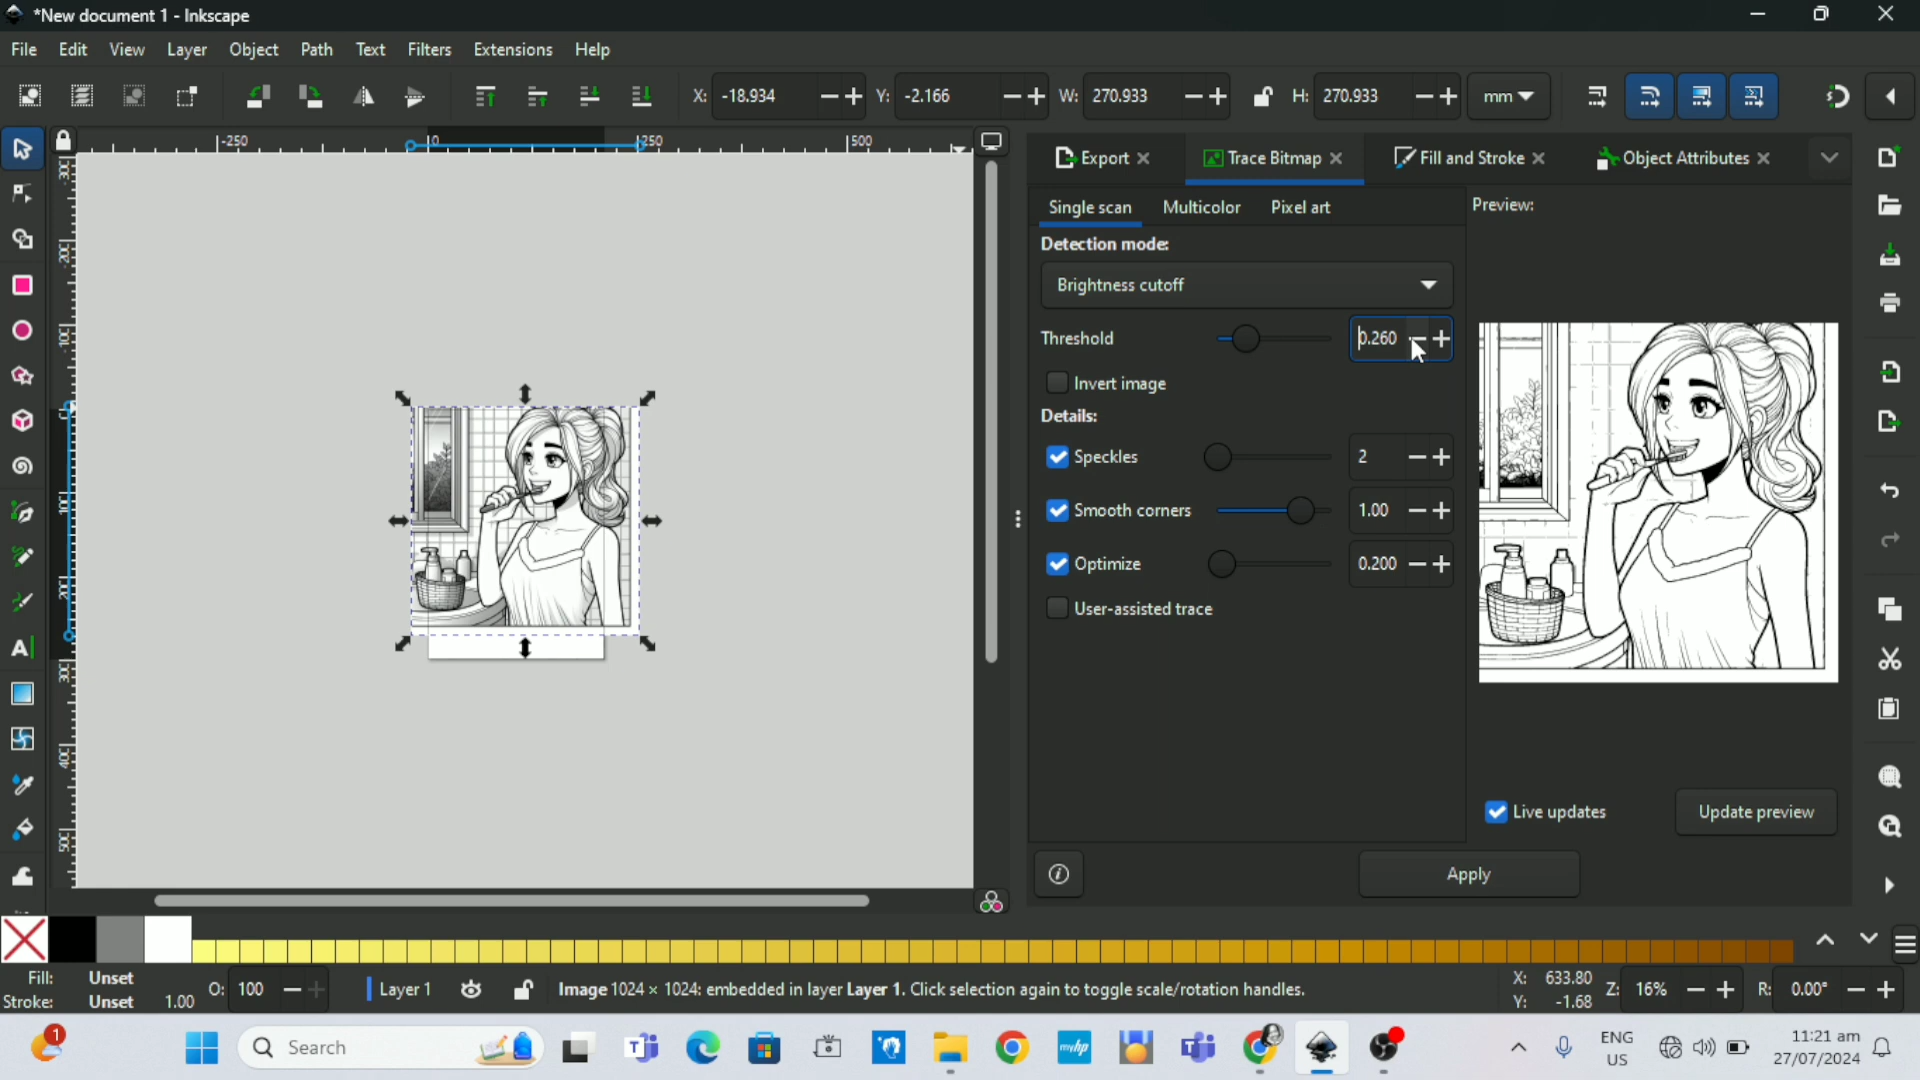 *New document 1 - Inkscape
File Edit View Layer Object Path Text Filters Extensions Help
X: -18.934 Y: -2.166 W: 270.933 H: 270.933 mm
-250 0 250 500
Export Trace Bitmap Fill and Stroke Object Attributes
Single scan Multicolor Pixel art
Preview:
Detection mode:
Brightness cutoff
Threshold 0.260
Invert image
Details:
Speckles 2
Smooth corners 1.00
Optimize 0.200
User-assisted trace
Live updates Update preview
Apply
Fill: Unset
Stroke: Unset 1.00
O: 100
Layer 1
Image 1024 × 1024: embedded in layer Layer 1. Click selection again to toggle scale/rotation handles.
X: 633.80
Y: -1.68
Z: 16%
R: 0.00°
1
Search
myhp
ENG
US
11:21 am
27/07/2024